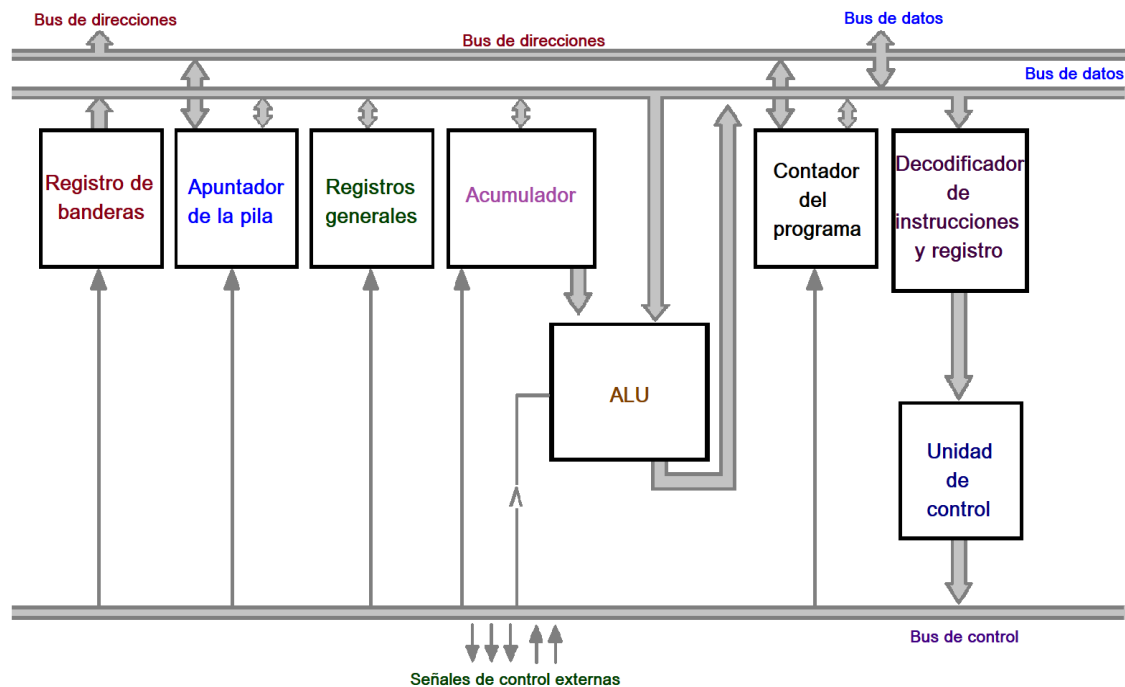 Bus de direcciones
Bus de datos
Bus de direcciones
Bus de datos
Registro de
banderas
Apuntador
de la pila
Registros
generales
Acumulador
Contador
del
programa
Decodificador
de
instrucciones
y registro
ALU
Unidad
de
control
Bus de control
Señales de control externas